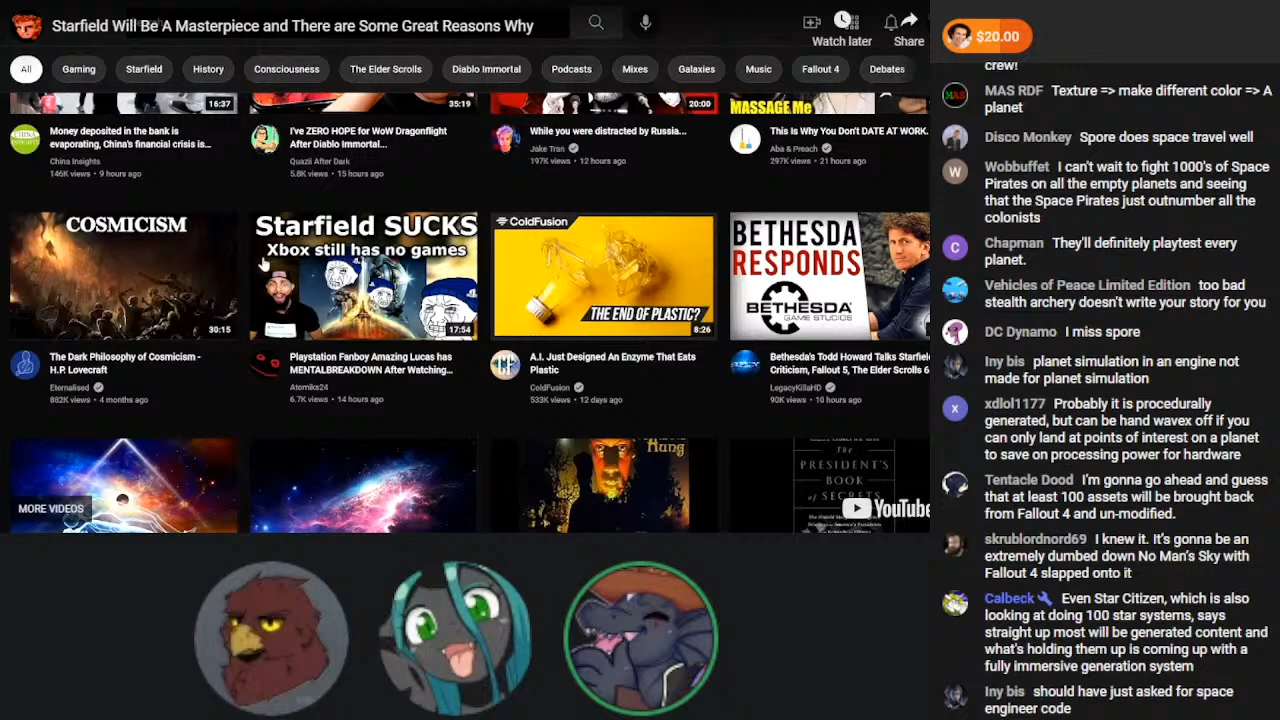 Starfield Will Be A Masterpiece and There are Some Great Reasons Why
Watch later
Share
All
Gaming
Starfield
History
Consciousness
The Elder Scrolls
Diablo Immortal
Podcasts
Mixes
Galaxies
Music
Fallout 4
Debates
16:37
35:19
20:00
MASSAGE Me
CHINA
INSIGHTS
Money deposited in the bank is
evaporating, China's financial crisis is...
China Insights
146K views • 9 hours ago
I've ZERO HOPE for WoW Dragonflight
After Diablo Immortal...
Quazii After Dark
5.8K views • 15 hours ago
While you were distracted by Russia...
Jake Tran
197K views • 12 hours ago
This Is Why You Don't DATE AT WORK.
Aba & Preach
297K views • 21 hours ago
COSMICISM
30:15
Starfield SUCKS
Xbox still has no games
17:54
ColdFusion
THE END OF PLASTIC?
8:26
BETHESDA
RESPONDS
BETHESDA
GAME STUDIOS
The Dark Philosophy of Cosmicism -
H.P. Lovecraft
Eternalised
882K views • 4 months ago
Playstation Fanboy Amazing Lucas has
MENTALBREAKDOWN After Watching...
Atomiks24
6.7K views • 14 hours ago
A.I. Just Designed An Enzyme That Eats
Plastic
ColdFusion
533K views • 12 days ago
Bethesda's Todd Howard Talks Starfie
Criticism, Fallout 5, The Elder Scrolls 6
LegacyKillaHD
90K views • 10 hours ago
MORE VIDEOS
Hung
The
PRESIDENT'S
BOOK
of SECRETS
YouTube
$20.00
crew!
MAS
MAS RDF Texture => make different color => A
planet
Disco Monkey Spore does space travel well
W
Wobbuffet I can't wait to fight 1000's of Space
Pirates on all the empty planets and seeing
that the Space Pirates just outnumber all the
colonists
C
Chapman They'll definitely playtest every
planet.
Vehicles of Peace Limited Edition too bad
stealth archery doesn't write your story for you
DC Dynamo I miss spore
Iny bis planet simulation in an engine not
made for planet simulation
x
xdlol1177 Probably it is procedurally
generated, but can be hand wavex off if you
can only land at points of interest on a planet
to save on processing power for hardware
Tentacle Dood I'm gonna go ahead and guess
that at least 100 assets will be brought back
from Fallout 4 and un-modified.
skrublordnord69 I knew it. It's gonna be an
extremely dumbed down No Man's Sky with
Fallout 4 slapped onto it
Calbeck Even Star Citizen, which is also
looking at doing 100 star systems, says
straight up most will be generated content and
what's holding them up is coming up with a
fully immersive generation system
Iny bis should have just asked for space
engineer code